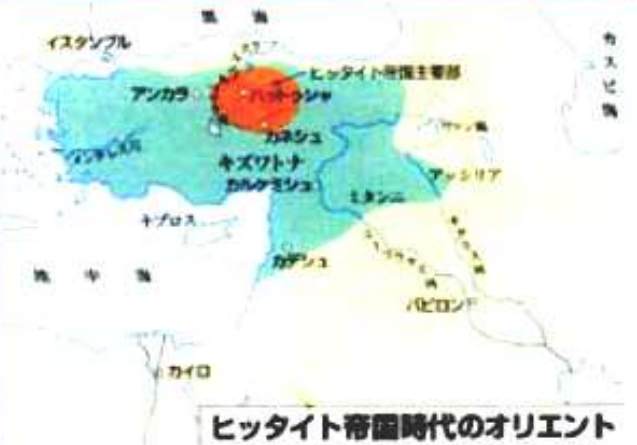 黒 海
イスタンブル
カスピ海
ヒッタイト帝国主要部
アンカラ
ハットゥシャ
カネシュ
キズワトナ
カルケミシュ
アッシリア
ミタンニ
キプロス
カデシュ
地 中 海
バビロン
カイロ
ヒッタイト帝国時代のオリエント